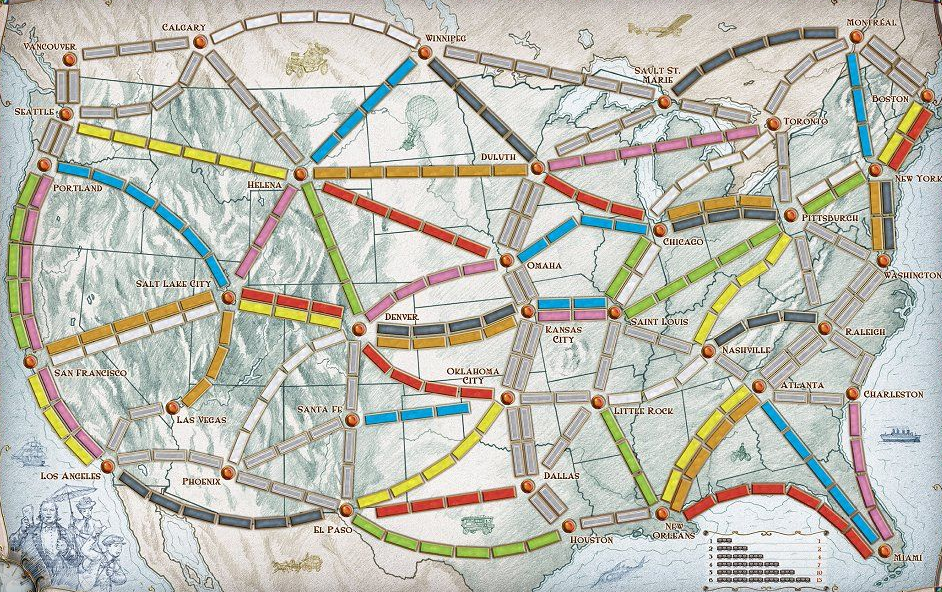 MONTRÉAL
CALGARY
VANCOUVER
WINNIPEG
SAULT ST.
MARIE
BOSTON
SEATTLE
TORONTO
DULUTH
NEW YORK
PORTLAND
HELENA
PITTSBURGH
CHICAGO
OMAHA
WASHINGTON
SALT LAKE CITY
DENVER
SAINT LOUIS
KANSAS
CITY
RALEIGH
NASHVILLE
SAN FRANCISCO
OKLAHOMA
CITY
ATLANTA
CHARLESTON
SANTA FE
LITTLE ROCK
LAS VEGAS
LOS ANGELES
PHOENIX
DALLAS
EL PASO
NEW
ORLEANS
HOUSTON
MIAMI
1 1
2 2
3 4
4 7
5 10
6 15